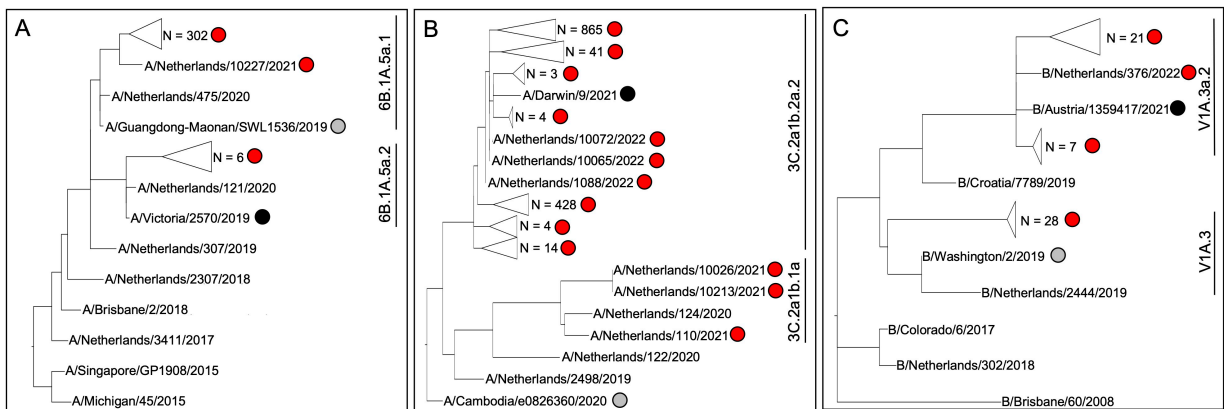 A
N = 302
A/Netherlands/10227/2021
A/Netherlands/475/2020
A/Guangdong-Maonan/SWL1536/2019
6B.1A.5a.1
N = 6
A/Netherlands/121/2020
A/Victoria/2570/2019
6B.1A.5a.2
A/Netherlands/307/2019
A/Netherlands/2307/2018
A/Brisbane/2/2018
A/Netherlands/3411/2017
A/Singapore/GP1908/2015
A/Michigan/45/2015
B
N = 865
N = 41
N = 3
A/Darwin/9/2021
N = 4
A/Netherlands/10072/2022
A/Netherlands/10065/2022
A/Netherlands/1088/2022
N = 428
N = 4
N = 14
3C.2a1b.2a.2
A/Netherlands/10026/2021
A/Netherlands/10213/2021
A/Netherlands/124/2020
A/Netherlands/110/2021
3C.2a1b.1a
A/Netherlands/122/2020
A/Netherlands/2498/2019
A/Cambodia/e0826360/2020
C
N = 21
B/Netherlands/376/2022
B/Austria/1359417/2021
N = 7
V1A.3a.2
B/Croatia/7789/2019
N = 28
B/Washington/2/2019
B/Netherlands/2444/2019
V1A.3
B/Colorado/6/2017
B/Netherlands/302/2018
B/Brisbane/60/2008